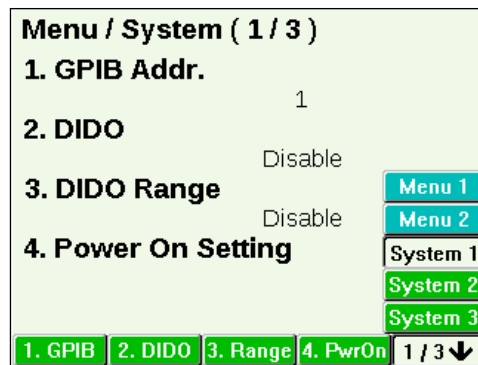 Menu / System ( 1 / 3 )
1. GPIB Addr.
1
2. DIDO
Disable
3. DIDO Range
Disable
4. Power On Setting
Menu 1
Menu 2
System 1
System 2
System 3
1. GPIB 2. DIDO 3. Range 4. PwrOn 1 / 3 ↓